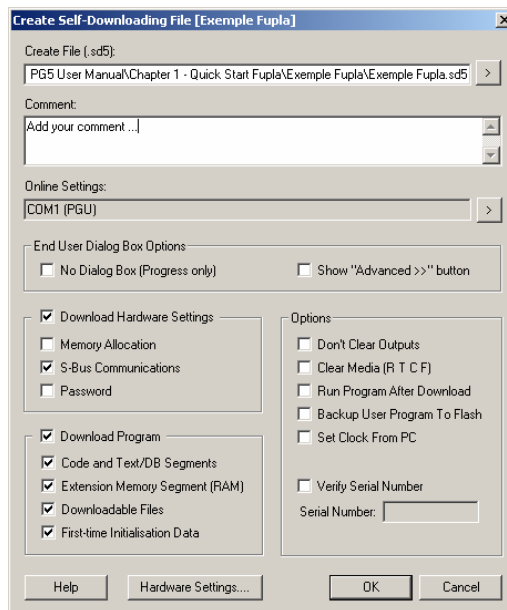 Create Self-Downloading File [Exemple Fupla]
Create File (.sd5):
PG5 User Manual\Chapter 1 - Quick Start Fupla\Exemple Fupla\Exemple Fupla.sd5
>
Comment:
Add your comment ...
Online Settings:
COM1 (PGU)
>
End User Dialog Box Options
No Dialog Box (Progress only)
Show "Advanced >>" button
Download Hardware Settings
Memory Allocation
S-Bus Communications
Password
Download Program
Code and Text/DB Segments
Extension Memory Segment (RAM)
Downloadable Files
First-time Initialisation Data
Options
Don't Clear Outputs
Clear Media (R T C F)
Run Program After Download
Backup User Program To Flash
Set Clock From PC
Verify Serial Number
Serial Number:
Help
Hardware Settings....
OK
Cancel